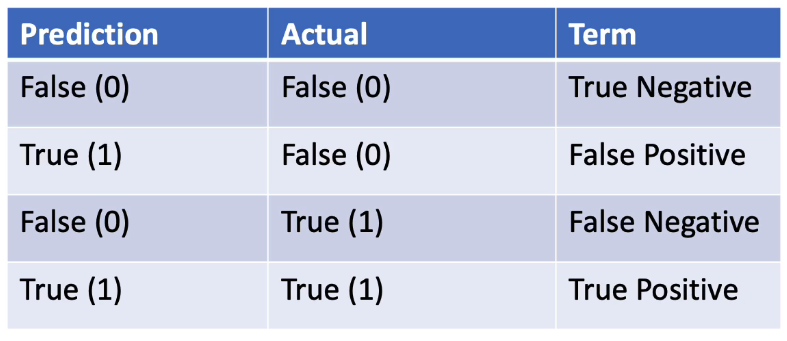 Prediction Actual Term
False (0) False (0) True Negative
True (1) False (0) False Positive
False (0) True (1) False Negative
True (1) True (1) True Positive